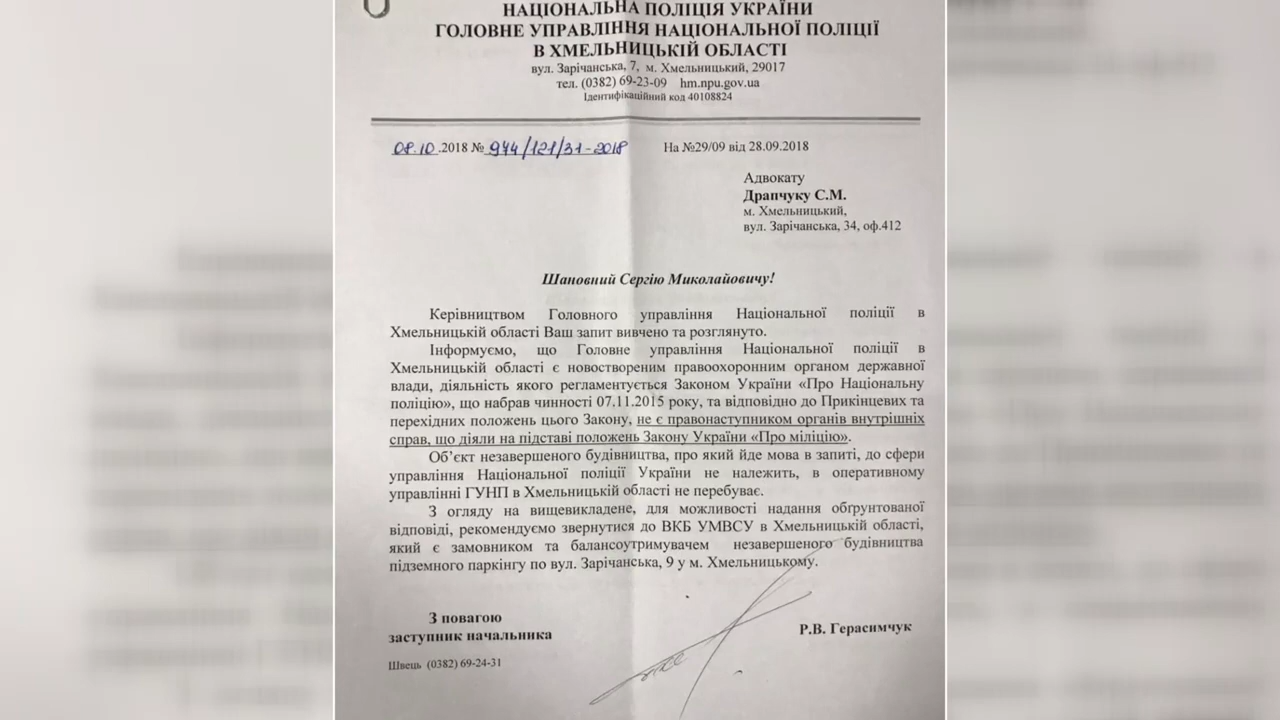 НАЦІОНАЛЬНА ПОЛІЦІЯ УКРАЇНИ
ГОЛОВНЕ УПРАВЛІННЯ НАЦІОНАЛЬНОЇ ПОЛІЦІЇ
В ХМЕЛЬНИЦЬКІЙ ОБЛАСТІ
вул. Зарічанська, 7, м. Хмельницький, 29017
тел. (0382) 69-23-09 hm.npu.gov.ua
Ідентифікаційний код 40108824
08.10.2018 № 944/121/31-2018 На №29/09 від 28.09.2018
Адвокату
Драпчуку С.М.
м. Хмельницький,
вул. Зарічанська, 34, оф.412
Шановний Сергію Миколайовичу!
Керівництвом Головного управління Національної поліції в
Хмельницькій області Ваш запит вивчено та розглянуто.
Інформуємо, що Головне управління Національної поліції в
Хмельницькій області є новоствореним правоохоронним органом державної
влади, діяльність якого регламентується Законом України «Про Національну
поліцію», що набрав чинності 07.11.2015 року, та відповідно до Прикінцевих та
перехідних положень цього Закону, не є правонаступником органів внутрішніх
справ, що діяли на підставі положень Закону України «Про міліцію».
Об’єкт незавершеного будівництва, про який йде мова в запиті, до сфери
управління Національної поліції України не належить, в оперативному
управлінні ГУНП в Хмельницькій області не перебуває.
З огляду на вищевикладене, для можливості надання обґрунтованої
відповіді, рекомендуємо звернутися до ВКБ УМВСУ в Хмельницькій області,
який є замовником та балансоутримувачем незавершеного будівництва
підземного паркінгу по вул. Зарічанська, 9 у м. Хмельницькому.
З повагою
заступник начальника Р.В. Герасимчук
Швець (0382) 69-24-31